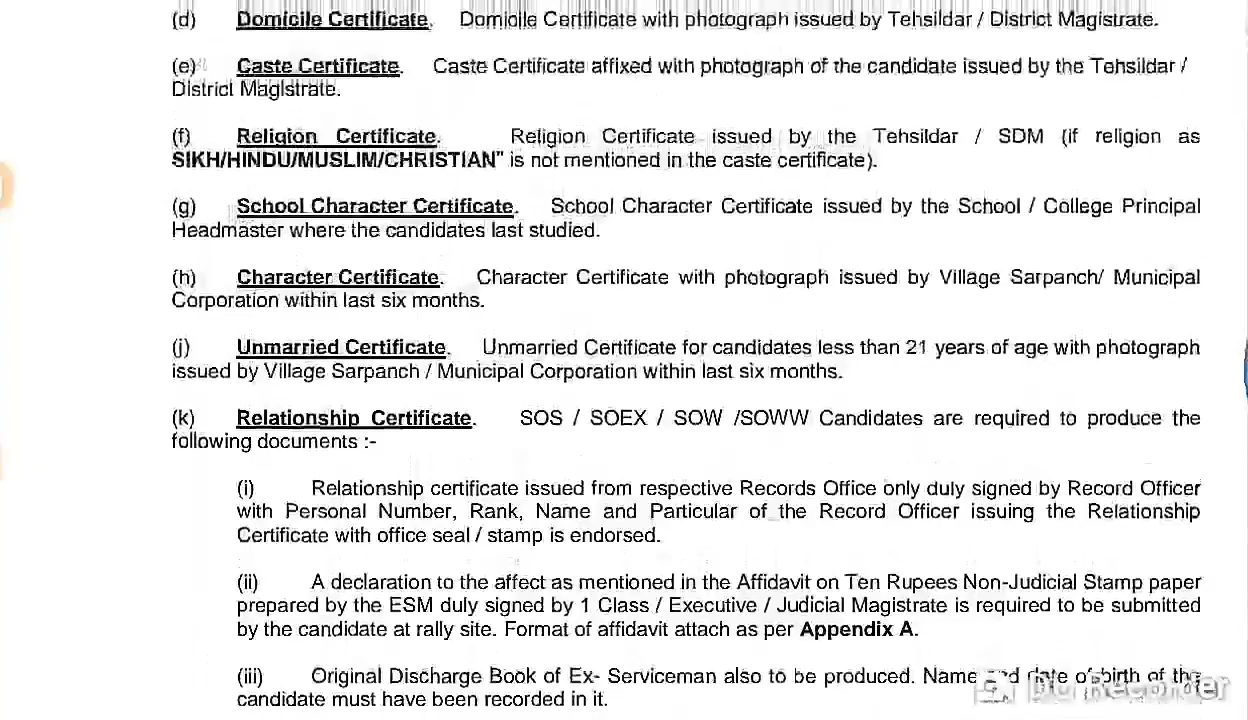 (d) Domicile Certificate. Domicile Certificate with photograph issued by Tehsildar / District Magistrate.
(e) Caste Certificate. Caste Certificate affixed with photograph of the candidate issued by the Tehsildar /
District Magistrate.
(f) Religion Certificate. Religion Certificate issued by the Tehsildar / SDM (if religion as
SIKH/HINDU/MUSLIM/CHRISTIAN" is not mentioned in the caste certificate).
(g) School Character Certificate. School Character Certificate issued by the School / College Principal
Headmaster where the candidates last studied.
(h) Character Certificate. Character Certificate with photograph issued by Village Sarpanch/ Municipal
Corporation within last six months.
(j) Unmarried Certificate. Unmarried Certificate for candidates less than 21 years of age with photograph
issued by Village Sarpanch / Municipal Corporation within last six months.
(k) Relationship Certificate. SOS / SOEX / SOW /SOWW Candidates are required to produce the
following documents :-
(i) Relationship certificate issued from respective Records Office only duly signed by Record Officer
with Personal Number, Rank, Name and Particular of the Record Officer issuing the Relationship
Certificate with office seal / stamp is endorsed.
(ii) A declaration to the affect as mentioned in the Affidavit on Ten Rupees Non-Judicial Stamp paper
prepared by the ESM duly signed by 1 Class / Executive / Judicial Magistrate is required to be submitted
by the candidate at rally site. Format of affidavit attach as per Appendix A.
(iii) Original Discharge Book of Ex- Serviceman also to be produced. Name and date of birth of the
candidate must have been recorded in it.